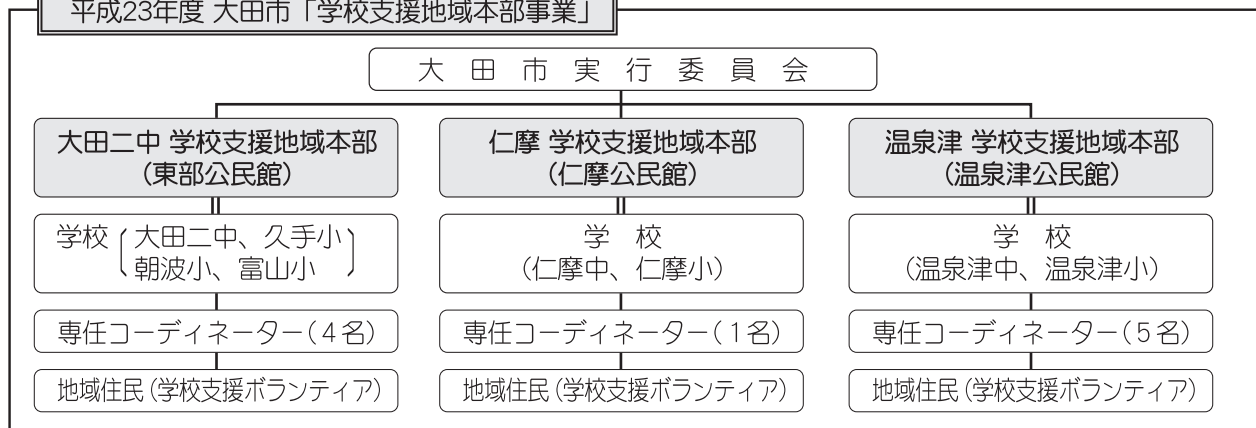 平成23年度 大田市「学校支援地域本部事業」
大田市実行委員会
大田二中 学校支援地域本部
(東部公民館)
学校(大田二中、久手小
朝波小、富山小)
専任コーディネーター(4名)
地域住民(学校支援ボランティア)
仁摩 学校支援地域本部
(仁摩公民館)
学 校
(仁摩中、仁摩小)
専任コーディネーター(1名)
地域住民(学校支援ボランティア)
温泉津 学校支援地域本部
(温泉津公民館)
学 校
(温泉津中、温泉津小)
専任コーディネーター(5名)
地域住民(学校支援ボランティア)